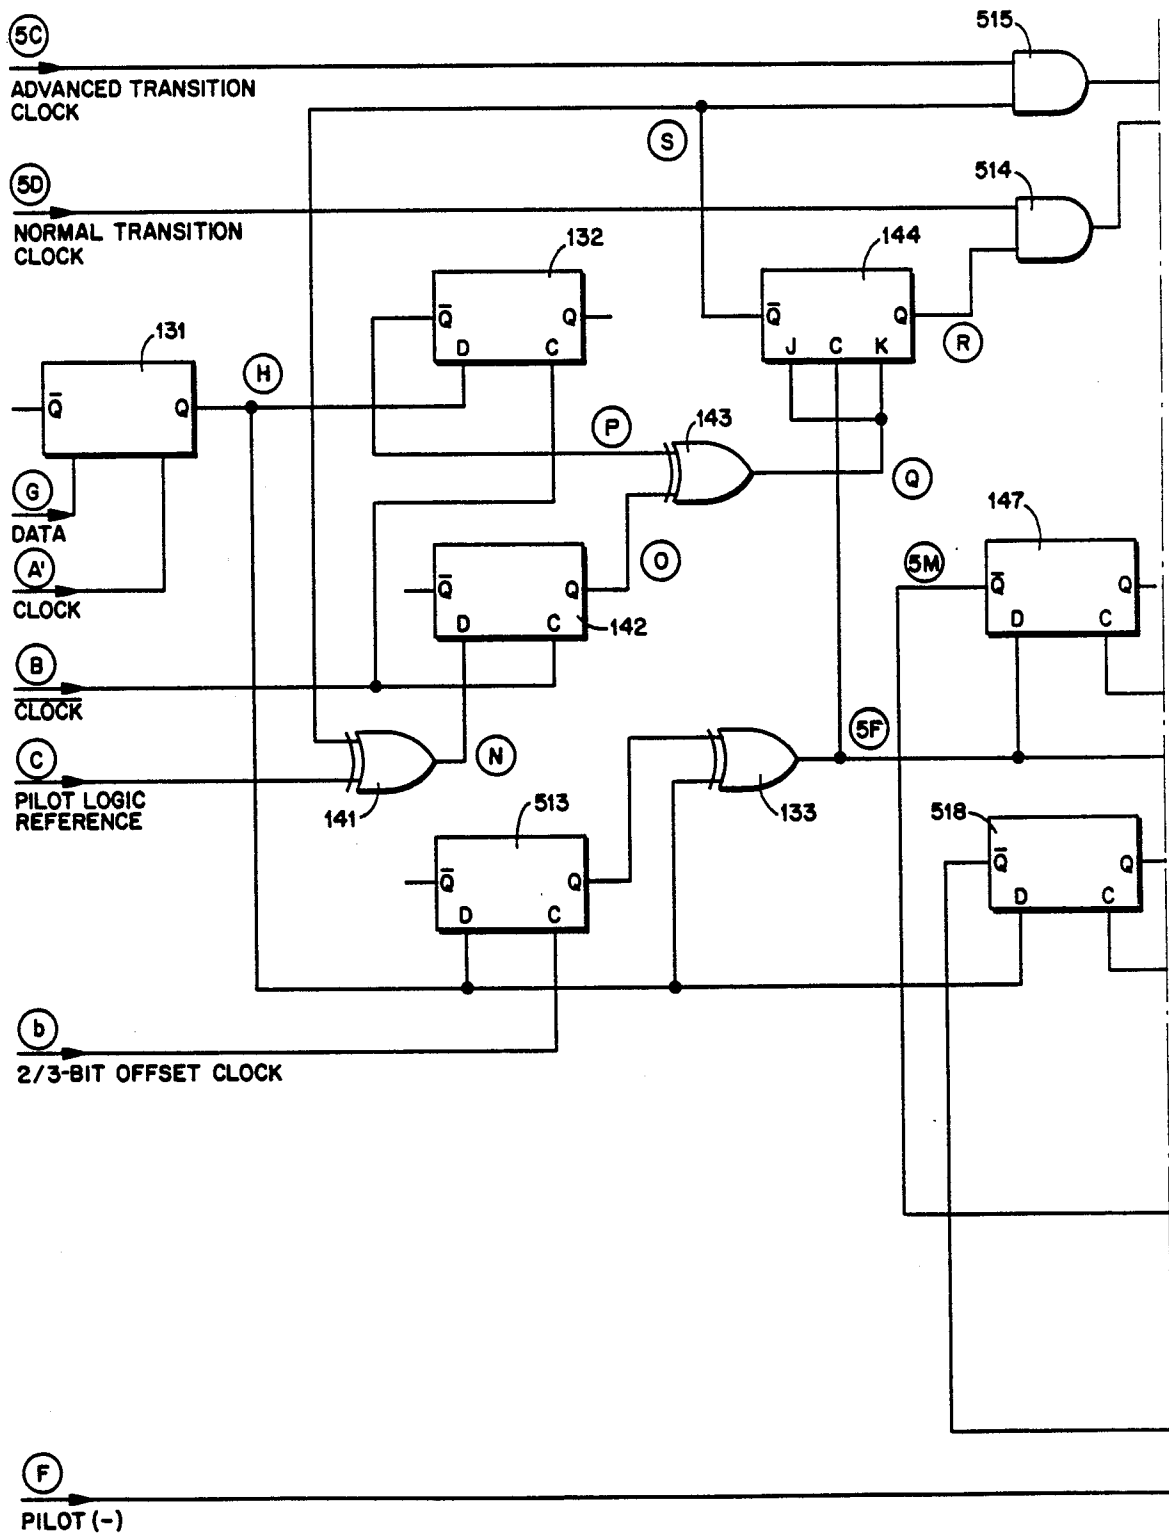 5C
515
ADVANCED TRANSITION
CLOCK
S
5D
514
NORMAL TRANSITION
CLOCK
132
144
Q̅ Q
D C
Q̅ Q
J C K
R
131
H
Q̅ Q
P
143
Q
G
DATA
147
A'
CLOCK
Q̅ Q
D C
142
O
5M
Q̅ Q
D C
B
C̅L̅O̅C̅K̅
N
5F
C
PILOT LOGIC
REFERENCE
141
513
133
518
Q̅ Q
D C
Q̅ Q
D C
b
2/3-BIT OFFSET CLOCK
F
PILOT (-)